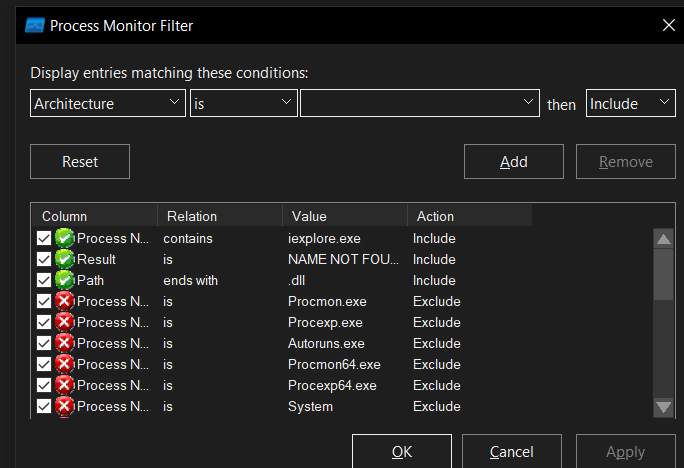 Process Monitor Filter
Display entries matching these conditions:
Architecture is then Include
Reset Add Remove
Column Relation Value Action
Process N... contains iexplore.exe Include
Result is NAME NOT FOU... Include
Path ends with .dll Include
Process N... is Procmon.exe Exclude
Process N... is Procexp.exe Exclude
Process N... is Autoruns.exe Exclude
Process N... is Procmon64.exe Exclude
Process N... is Procexp64.exe Exclude
Process N... is System Exclude
OK Cancel Apply